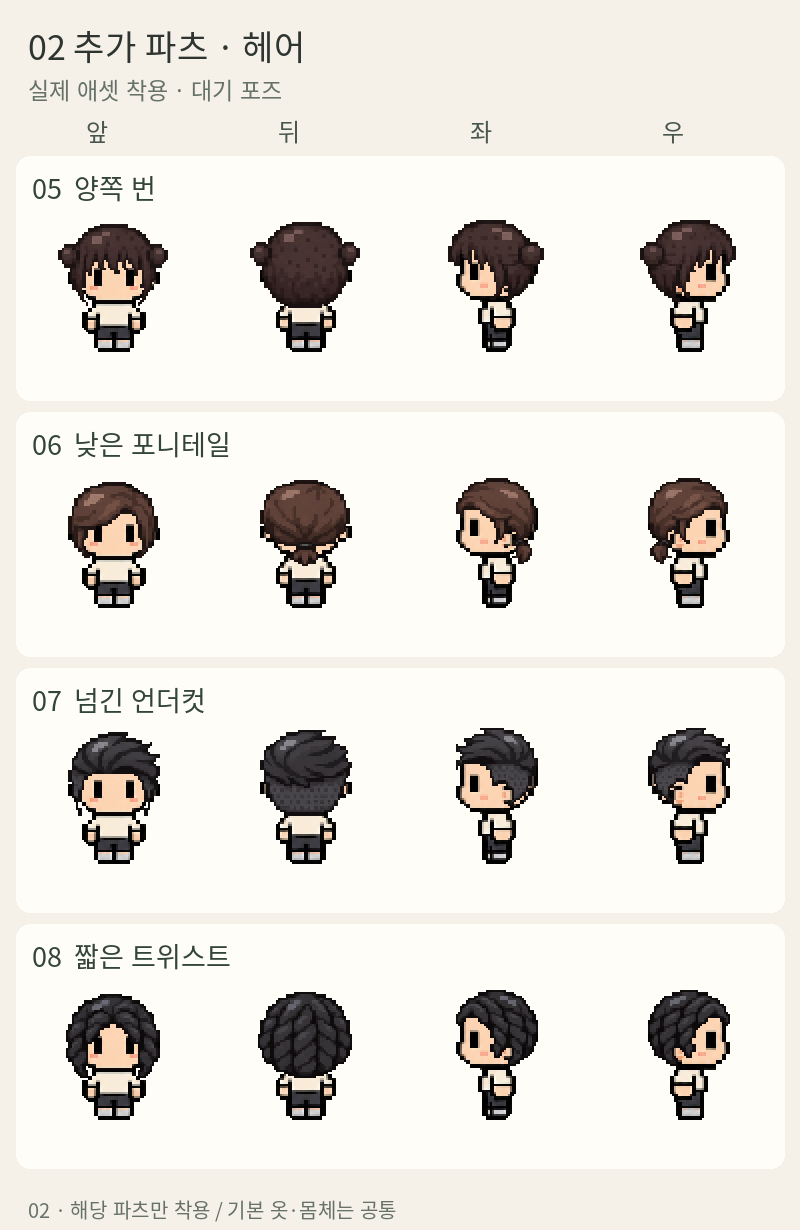 02 추가 파츠 · 헤어
실제 애셋 착용 · 대기 포즈
앞 뒤 좌 우
05 양쪽 번
06 낮은 포니테일
07 넘긴 언더컷
08 짧은 트위스트
02 · 해당 파츠만 착용 / 기본 옷·몸체는 공통